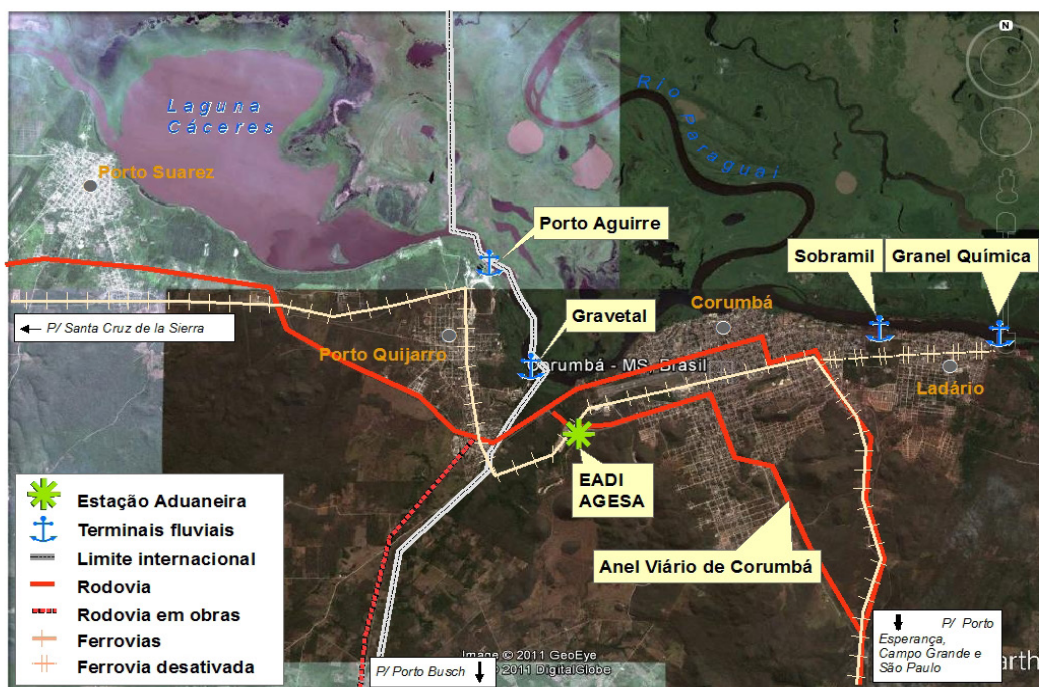 N
Laguna
Cáceres
Rio Paraguai
Porto Suarez
Porto Aguirre
Sobramil
Granel Química
Corumbá
P/ Santa Cruz de la Sierra
Gravetal
Porto Quijarro
Corumbá - MS, Brasil
Ladário
EADI
AGESA
Estação Aduaneira
Terminais fluviais
Limite internacional
Rodovia
Rodovia em obras
Ferrovias
Ferrovia desativada
Anel Viário de Corumbá
P/ Porto
Esperança,
Campo Grande e
São Paulo
P/ Porto Busch
Image © 2011 GeoEye
© 2011 DigitalGlobe
arth